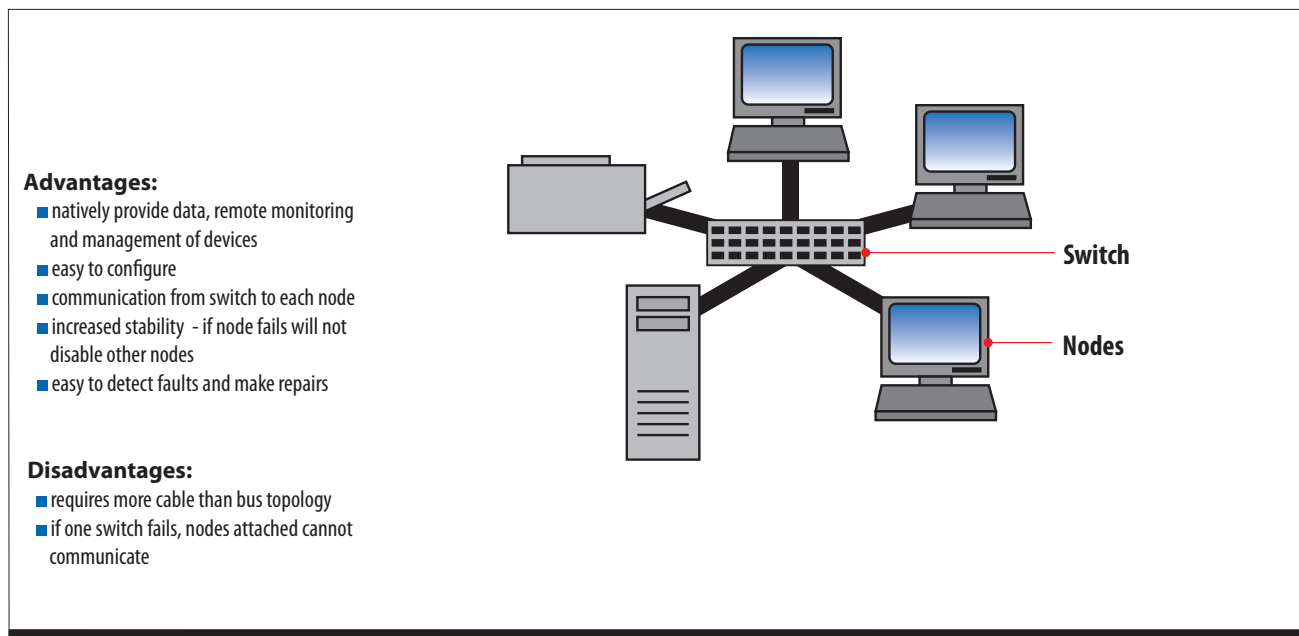 Advantages:
■ natively provide data, remote monitoring
and management of devices
■ easy to configure
■ communication from switch to each node
■ increased stability - if node fails will not
disable other nodes
■ easy to detect faults and make repairs
Disadvantages:
■ requires more cable than bus topology
■ if one switch fails, nodes attached cannot
communicate
Switch
Nodes